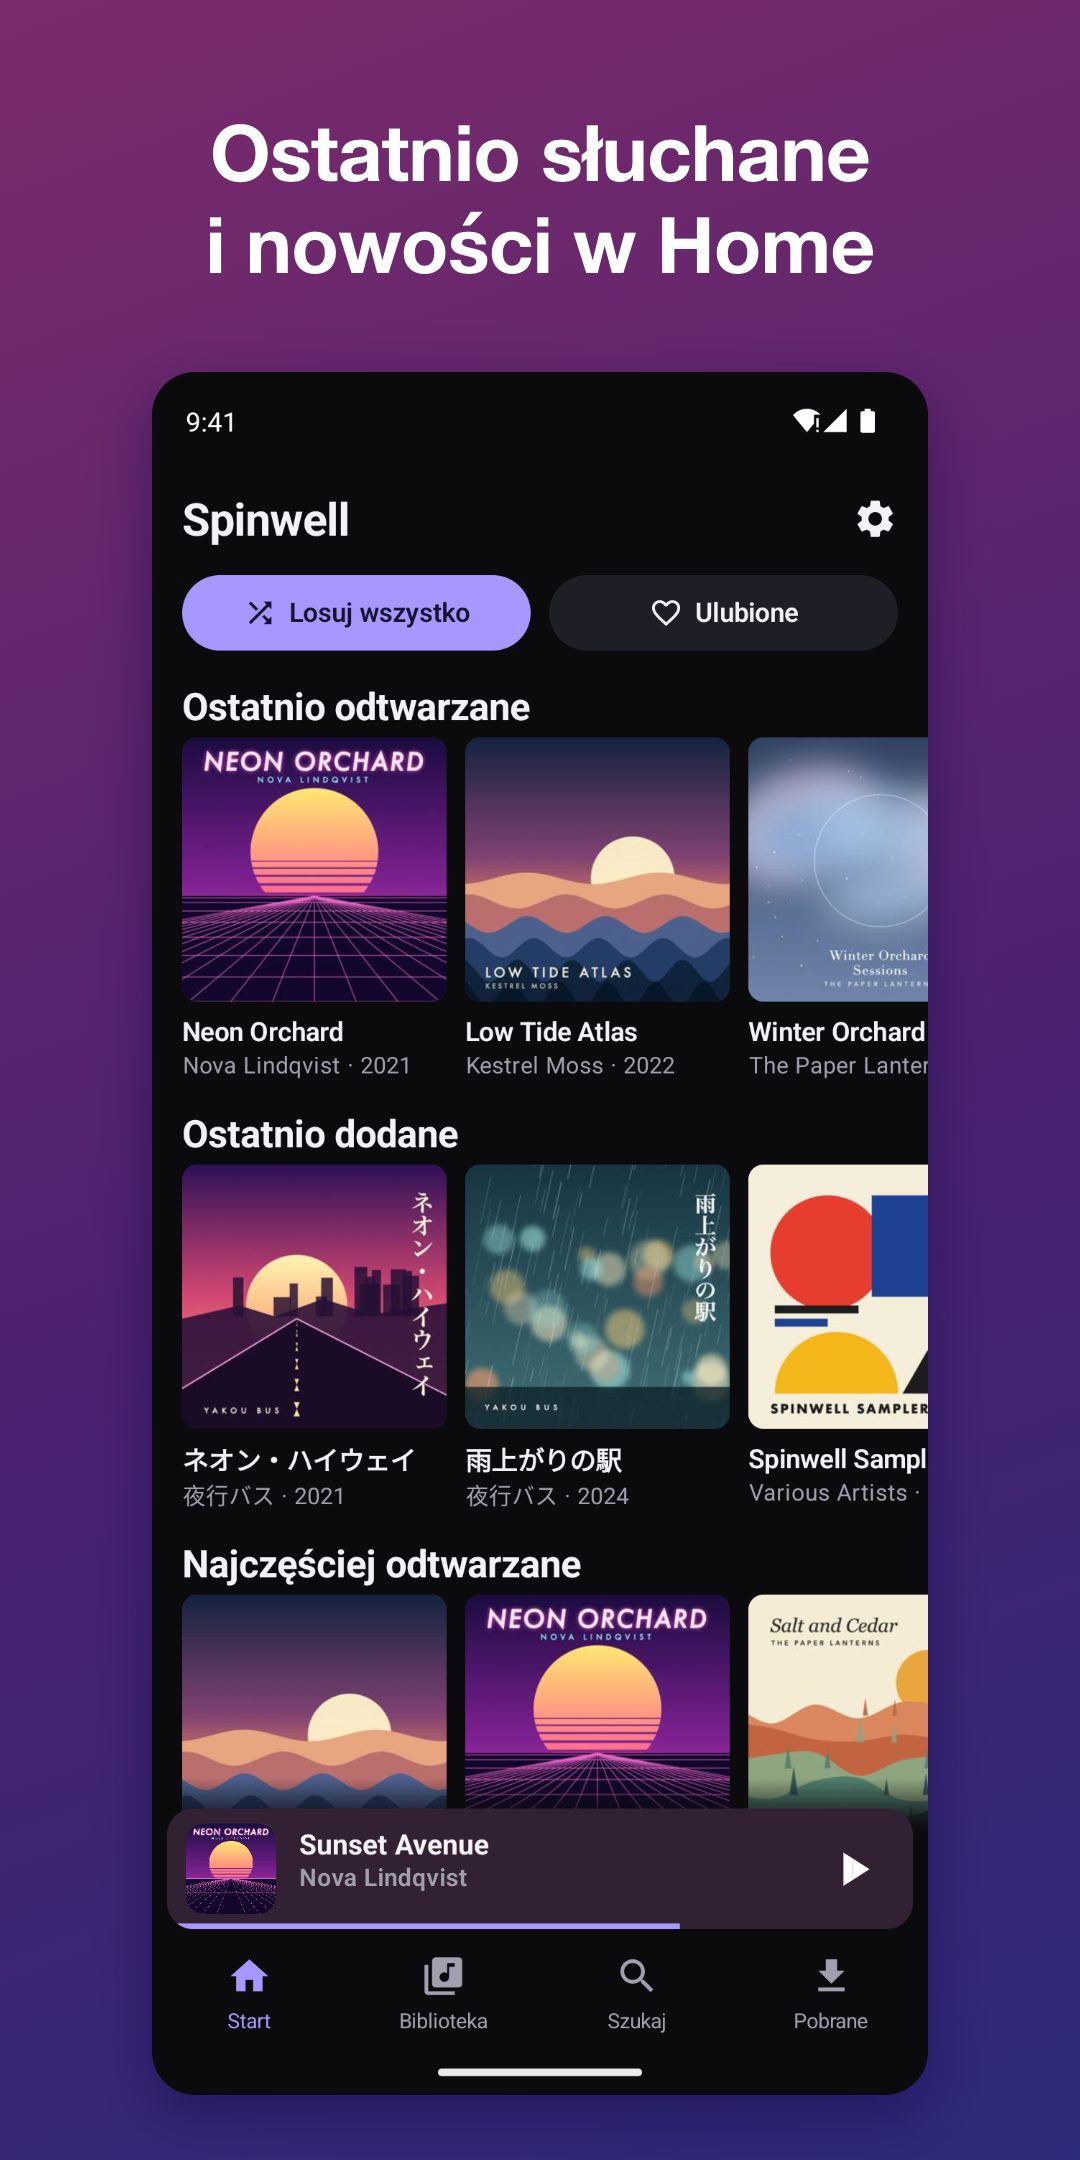 Ostatnio słuchane
i nowości w Home
9:41
Spinwell
Losuj wszystko
Ulubione
Ostatnio odtwarzane
NEON ORCHARD
NOVA LINDQVIST
LOW TIDE ATLAS
KESTREL MOSS
Winter Orchard
Sessions
THE PAPER LANTERN
Neon Orchard
Nova Lindqvist · 2021
Low Tide Atlas
Kestrel Moss · 2022
Winter Orchard
The Paper Lanter
Ostatnio dodane
ネオン・ハイウェイ
YAKOU BUS
雨上がりの駅
YAKOU BUS
SPINWELL SAMPLER
ネオン・ハイウェイ
夜行バス · 2021
雨上がりの駅
夜行バス · 2024
Spinwell Sampl
Various Artists ·
Najczęściej odtwarzane
NEON ORCHARD
NOVA LINDQVIST
Salt and Cedar
THE PAPER LANTERNS
NEON ORCHARD
Sunset Avenue
Nova Lindqvist
Start
Biblioteka
Szukaj
Pobrane